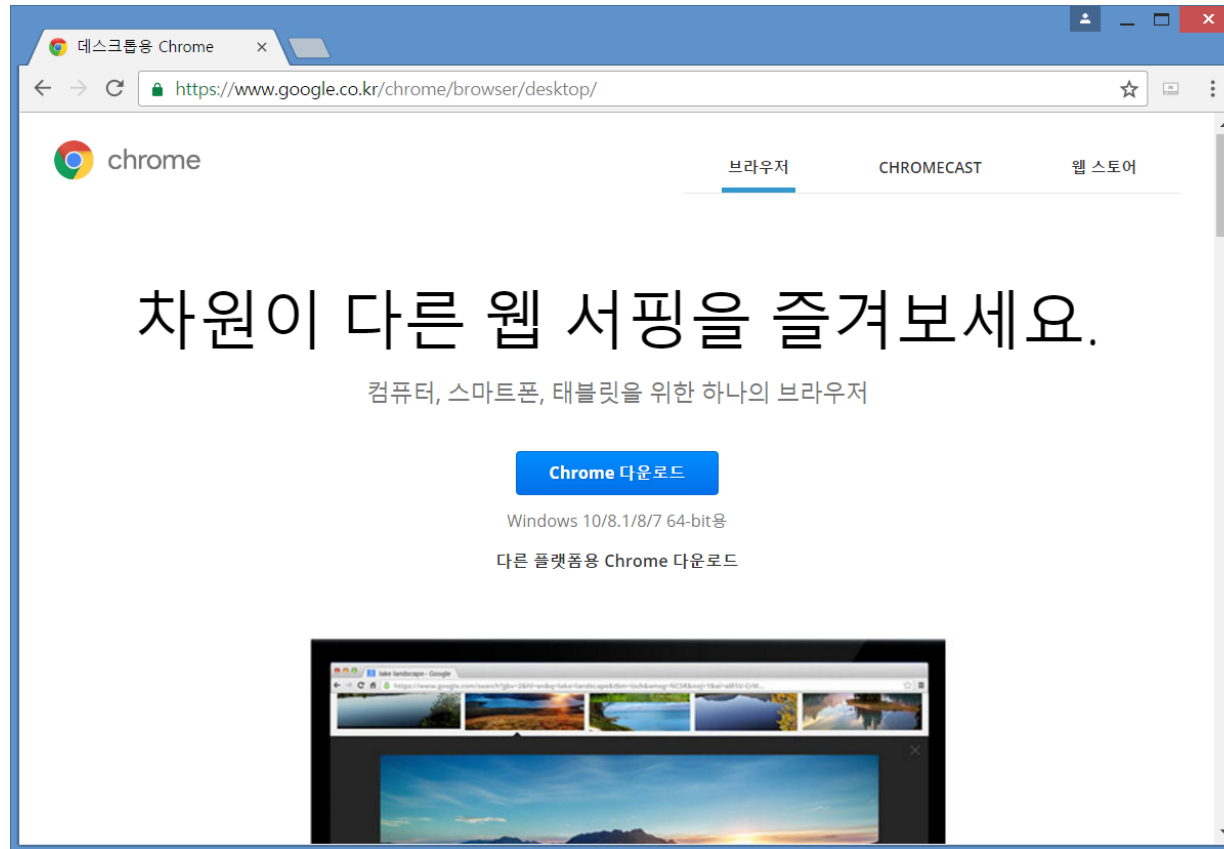 데스크톱용 Chrome
https://www.google.co.kr/chrome/browser/desktop/
chrome
브라우저 CHROMECAST 웹 스토어
차원이 다른 웹 서핑을 즐겨보세요.
컴퓨터, 스마트폰, 태블릿을 위한 하나의 브라우저
Chrome 다운로드
Windows 10/8.1/8/7 64-bit용
다른 플랫폼용 Chrome 다운로드
lake landscape - Google